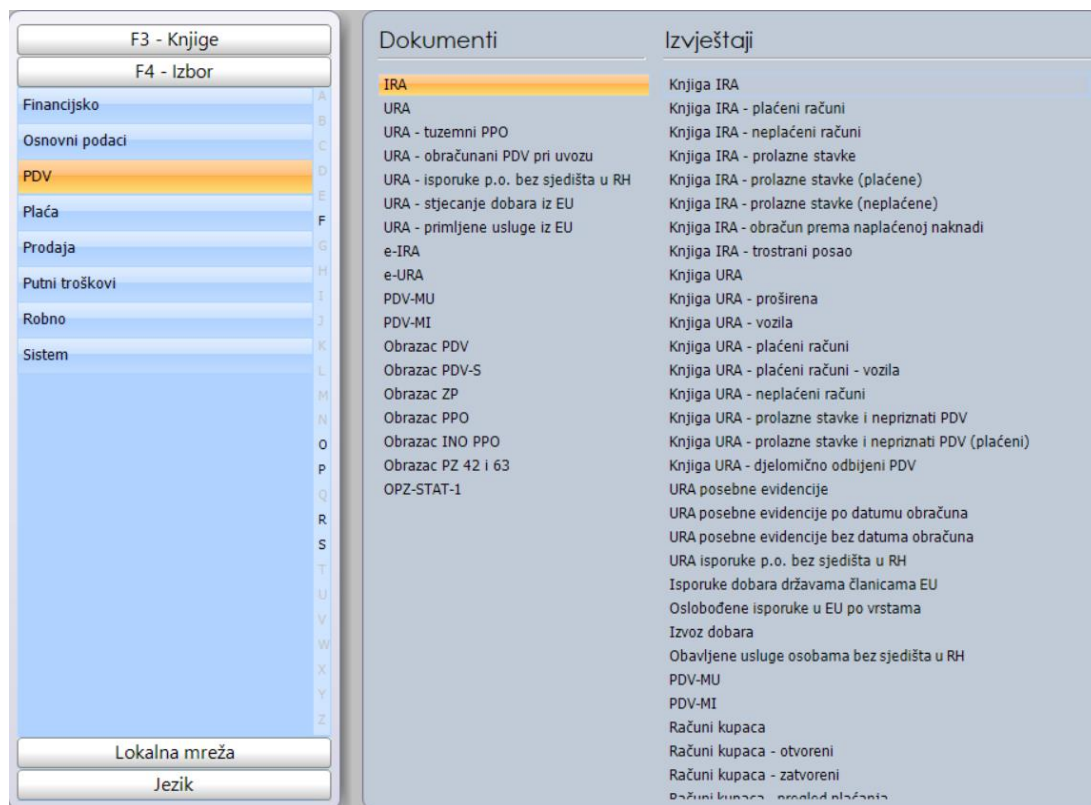 F3 - Knjige
F4 - Izbor
Financijsko
Osnovni podaci
PDV
Plaća
Prodaja
Putni troškovi
Robno
Sistem
A
B
C
D
E
F
G
H
I
J
K
L
M
N
O
P
Q
R
S
T
U
V
W
X
Y
Z
Lokalna mreža
Jezik
Dokumenti
IRA
URA
URA - tuzemni PPO
URA - obračunani PDV pri uvozu
URA - isporuke p.o. bez sjedišta u RH
URA - stjecanje dobara iz EU
URA - primljene usluge iz EU
e-IRA
e-URA
PDV-MU
PDV-MI
Obrazac PDV
Obrazac PDV-S
Obrazac ZP
Obrazac PPO
Obrazac INO PPO
Obrazac PZ 42 i 63
OPZ-STAT-1
Izvještaji
Knjiga IRA
Knjiga IRA - plaćeni računi
Knjiga IRA - neplaćeni računi
Knjiga IRA - prolazne stavke
Knjiga IRA - prolazne stavke (plaćene)
Knjiga IRA - prolazne stavke (neplaćene)
Knjiga IRA - obračun prema naplaćenoj naknadi
Knjiga IRA - trostrani posao
Knjiga URA
Knjiga URA - proširena
Knjiga URA - vozila
Knjiga URA - plaćeni računi
Knjiga URA - plaćeni računi - vozila
Knjiga URA - neplaćeni računi
Knjiga URA - prolazne stavke i nepriznati PDV
Knjiga URA - prolazne stavke i nepriznati PDV (plaćeni)
Knjiga URA - djelomično odbijeni PDV
URA posebne evidencije
URA posebne evidencije po datumu obračuna
URA posebne evidencije bez datuma obračuna
URA isporuke p.o. bez sjedišta u RH
Isporuke dobara državama članicama EU
Oslobođene isporuke u EU po vrstama
Izvoz dobara
Obavljene usluge osobama bez sjedišta u RH
PDV-MU
PDV-MI
Računi kupaca
Računi kupaca - otvoreni
Računi kupaca - zatvoreni
Računi kupaca - pregled plaćanja